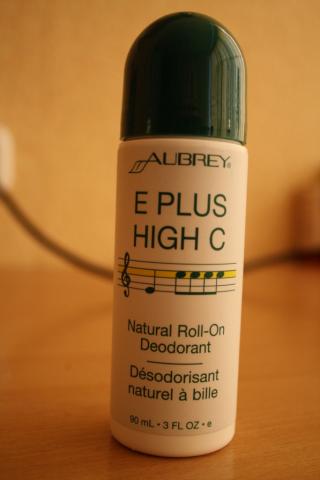 AUBREY®
E PLUS
HIGH C
Natural Roll-On
Deodorant
Désodorisant
naturel à bille
90 mL • 3 FL OZ • e